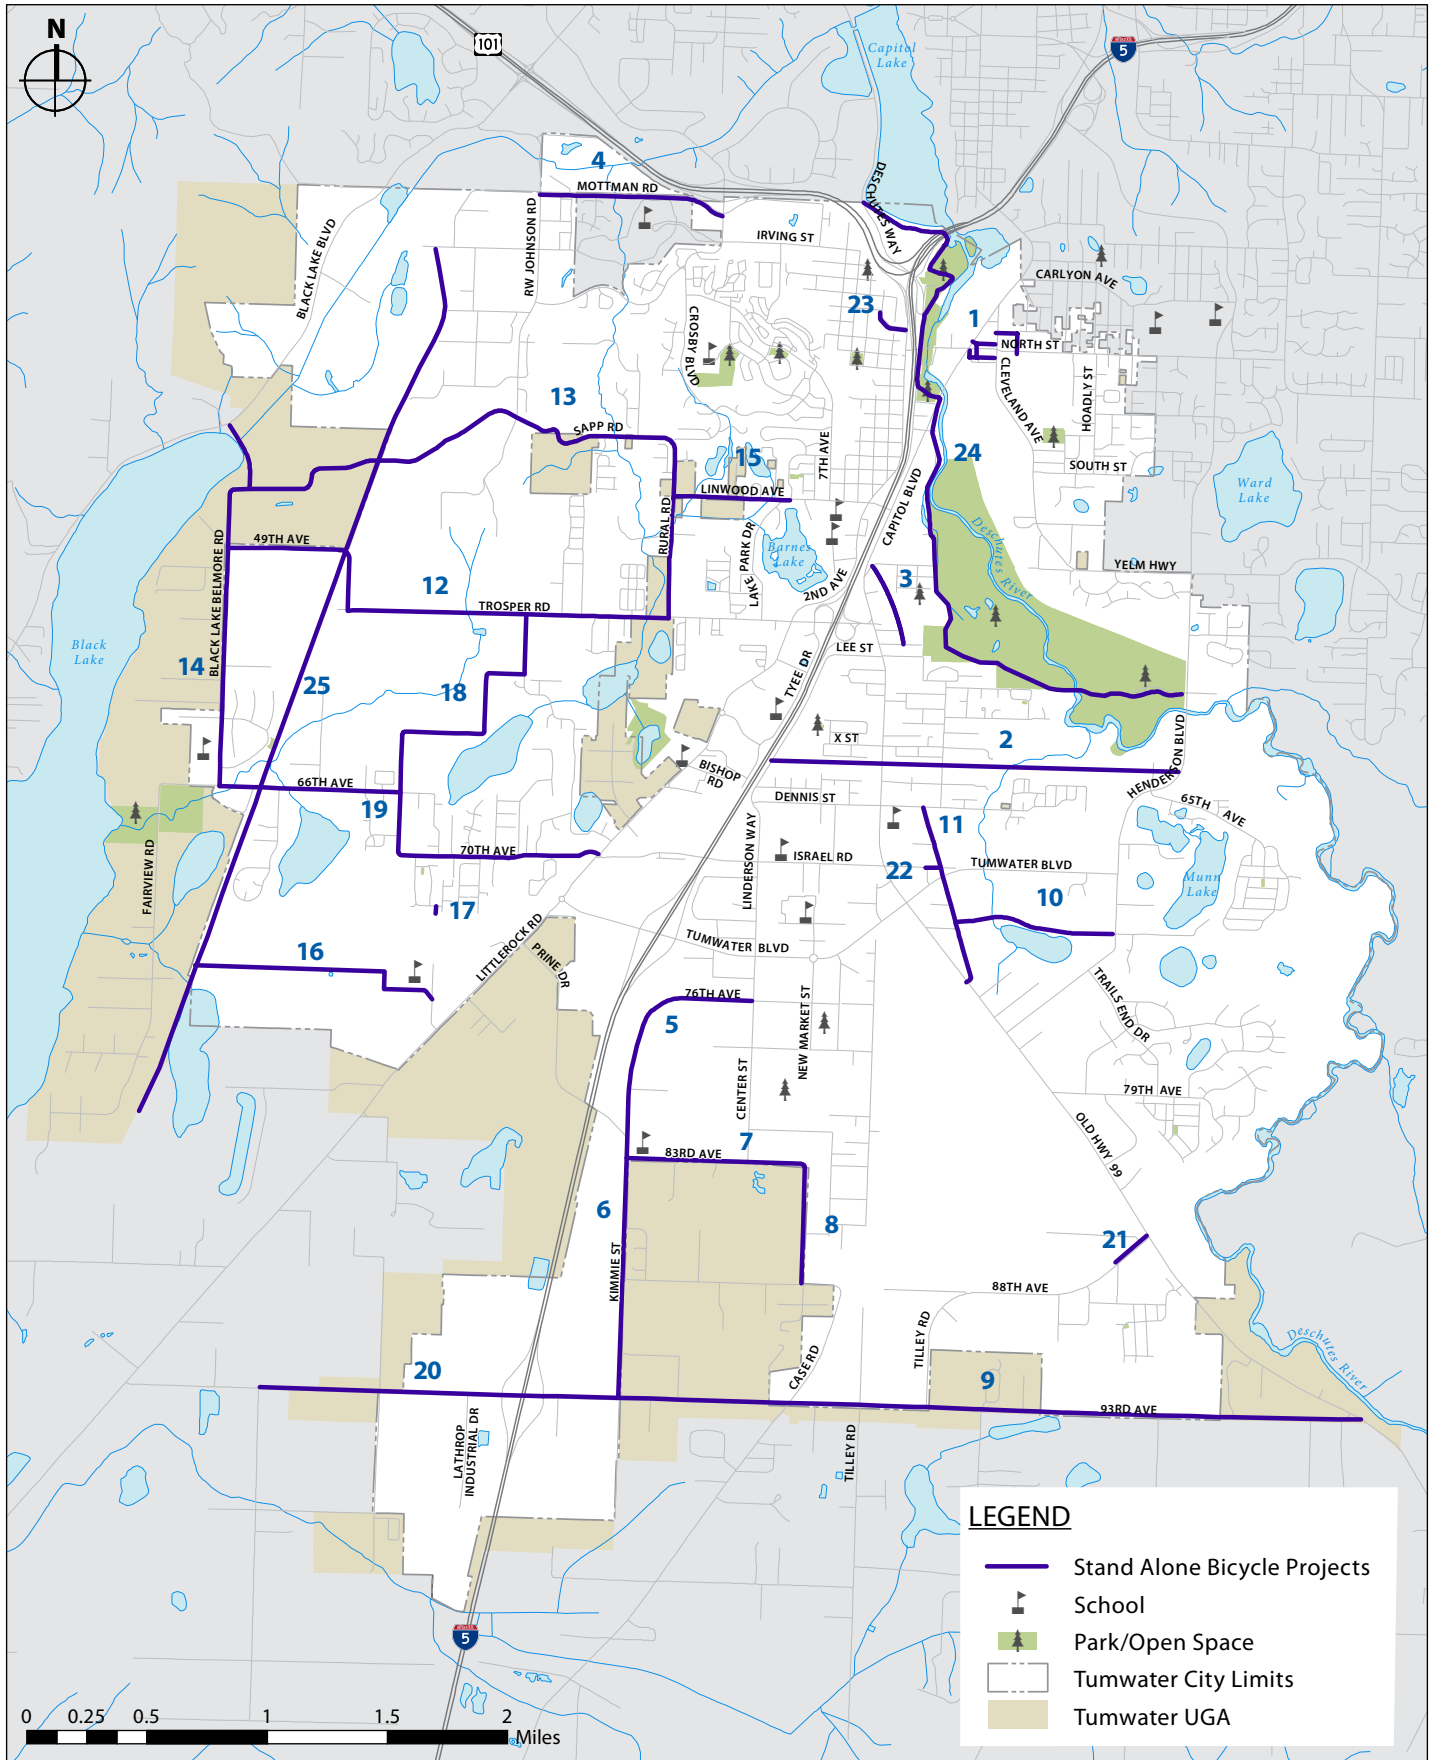 N
101
INTERSTATE
5
Capitol
Lake
4
MOTTMAN RD
DESCHUTES WAY
IRVING ST
CARLYON AVE
BLACK LAKE BLVD
RW JOHNSON RD
23
1
NORTH ST
CROSBY BLVD
CLEVELAND AVE
HOADLY ST
13
SAPP RD
15
7TH AVE
24
SOUTH ST
LINWOOD AVE
CAPITOL BLVD
Ward
Lake
RURAL RD
49TH AVE
BLACK LAKE BELMORE RD
LAKE PARK DR
Barnes
Lake
Deschutes River
YELM HWY
12
TROSPER RD
2ND AVE
3
Black
Lake
14
25
18
LEE ST
TYEE DR
X ST
2
BISHOP
RD
HENDERSON BLVD
66TH AVE
19
DENNIS ST
65TH AVE
11
70TH AVE
LINDERSON WAY
ISRAEL RD
22
TUMWATER BLVD
Munn
Lake
FAIRVIEW RD
17
10
16
LITTLEROCK RD
PRINE DR
TUMWATER BLVD
TRAILS END DR
76TH AVE
5
NEW MARKET ST
CENTER ST
79TH AVE
OLD HWY 99
7
83RD AVE
6
8
KIMMIE ST
21
88TH AVE
TILLEY RD
CASE RD
20
9
93RD AVE
LATHROP
INDUSTRIAL DR
TILLEY RD
Deschutes
River
INTERSTATE
5
LEGEND
Stand Alone Bicycle Projects
School
Park/Open Space
Tumwater City Limits
Tumwater UGA
0 0.25 0.5 1 1.5 2
Miles